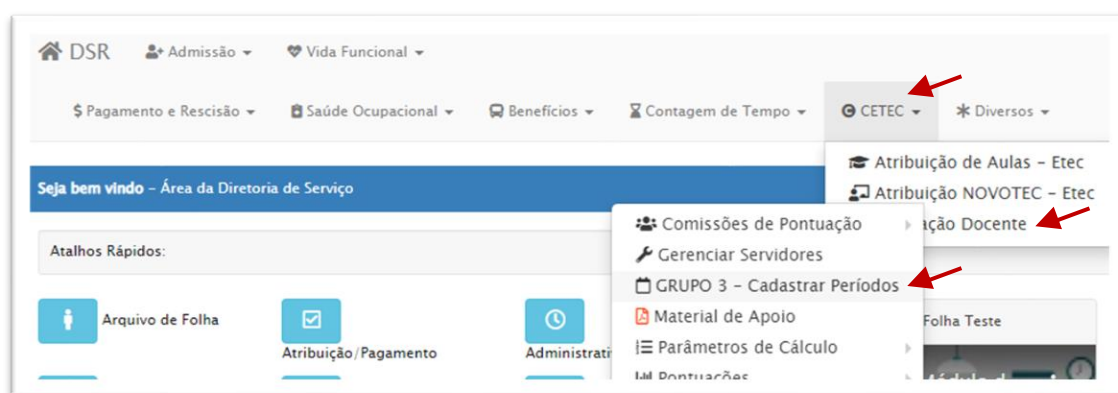 DSR Admissão Vida Funcional
$ Pagamento e Rescisão Saúde Ocupacional Benefícios Contagem de Tempo CETEC Diversos
Atribuição de Aulas – Etec
Atribuição NOVOTEC – Etec
ação Docente
Seja bem vindo – Área da Diretoria de Serviço
Comissões de Pontuação
Gerenciar Servidores
GRUPO 3 – Cadastrar Períodos
Material de Apoio
Parâmetros de Cálculo
Pontuações
Atalhos Rápidos:
Arquivo de Folha
Atribuição/Pagamento
Administrati
Folha Teste